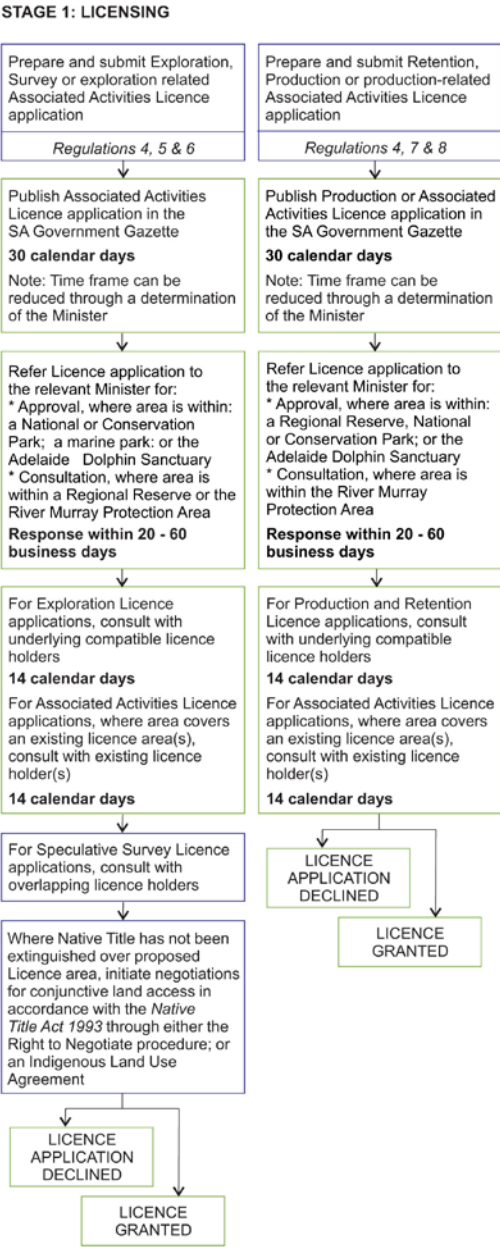 STAGE 1: LICENSING
Prepare and submit Exploration,
Survey or exploration related
Associated Activities Licence
application
Regulations 4, 5 & 6
Publish Associated Activities
Licence application in the
SA Government Gazette
30 calendar days
Note: Time frame can be
reduced through a determination
of the Minister
Refer Licence application to
the relevant Minister for:
* Approval, where area is within:
a National or Conservation
Park; a marine park: or the
Adelaide Dolphin Sanctuary
* Consultation, where area is
within a Regional Reserve or the
River Murray Protection Area
Response within 20 - 60
business days
For Exploration Licence
applications, consult with
underlying compatible licence
holders
14 calendar days
For Associated Activities Licence
applications, where area covers
an existing licence area(s),
consult with existing licence
holder(s)
14 calendar days
For Speculative Survey Licence
applications, consult with
overlapping licence holders
Where Native Title has not been
extinguished over proposed
Licence area, initiate negotiations
for conjunctive land access in
accordance with the Native
Title Act 1993 through either the
Right to Negotiate procedure; or
an Indigenous Land Use
Agreement
LICENCE
APPLICATION
DECLINED
LICENCE
GRANTED
Prepare and submit Retention,
Production or production-related
Associated Activities Licence
application
Regulations 4, 7 & 8
Publish Production or Associated
Activities Licence application in
the SA Government Gazette
30 calendar days
Note: Time frame can be
reduced through a determination
of the Minister
Refer Licence application to
the relevant Minister for:
* Approval, where area is within:
a Regional Reserve, National
or Conservation Park; or the
Adelaide Dolphin Sanctuary
* Consultation, where area is
within the River Murray
Protection Area
Response within 20 - 60
business days
For Production and Retention
Licence applications, consult
with underlying compatible
licence holders
14 calendar days
For Associated Activities Licence
applications, where area covers
an existing licence area(s),
consult with existing licence
holder(s)
14 calendar days
LICENCE
APPLICATION
DECLINED
LICENCE
GRANTED